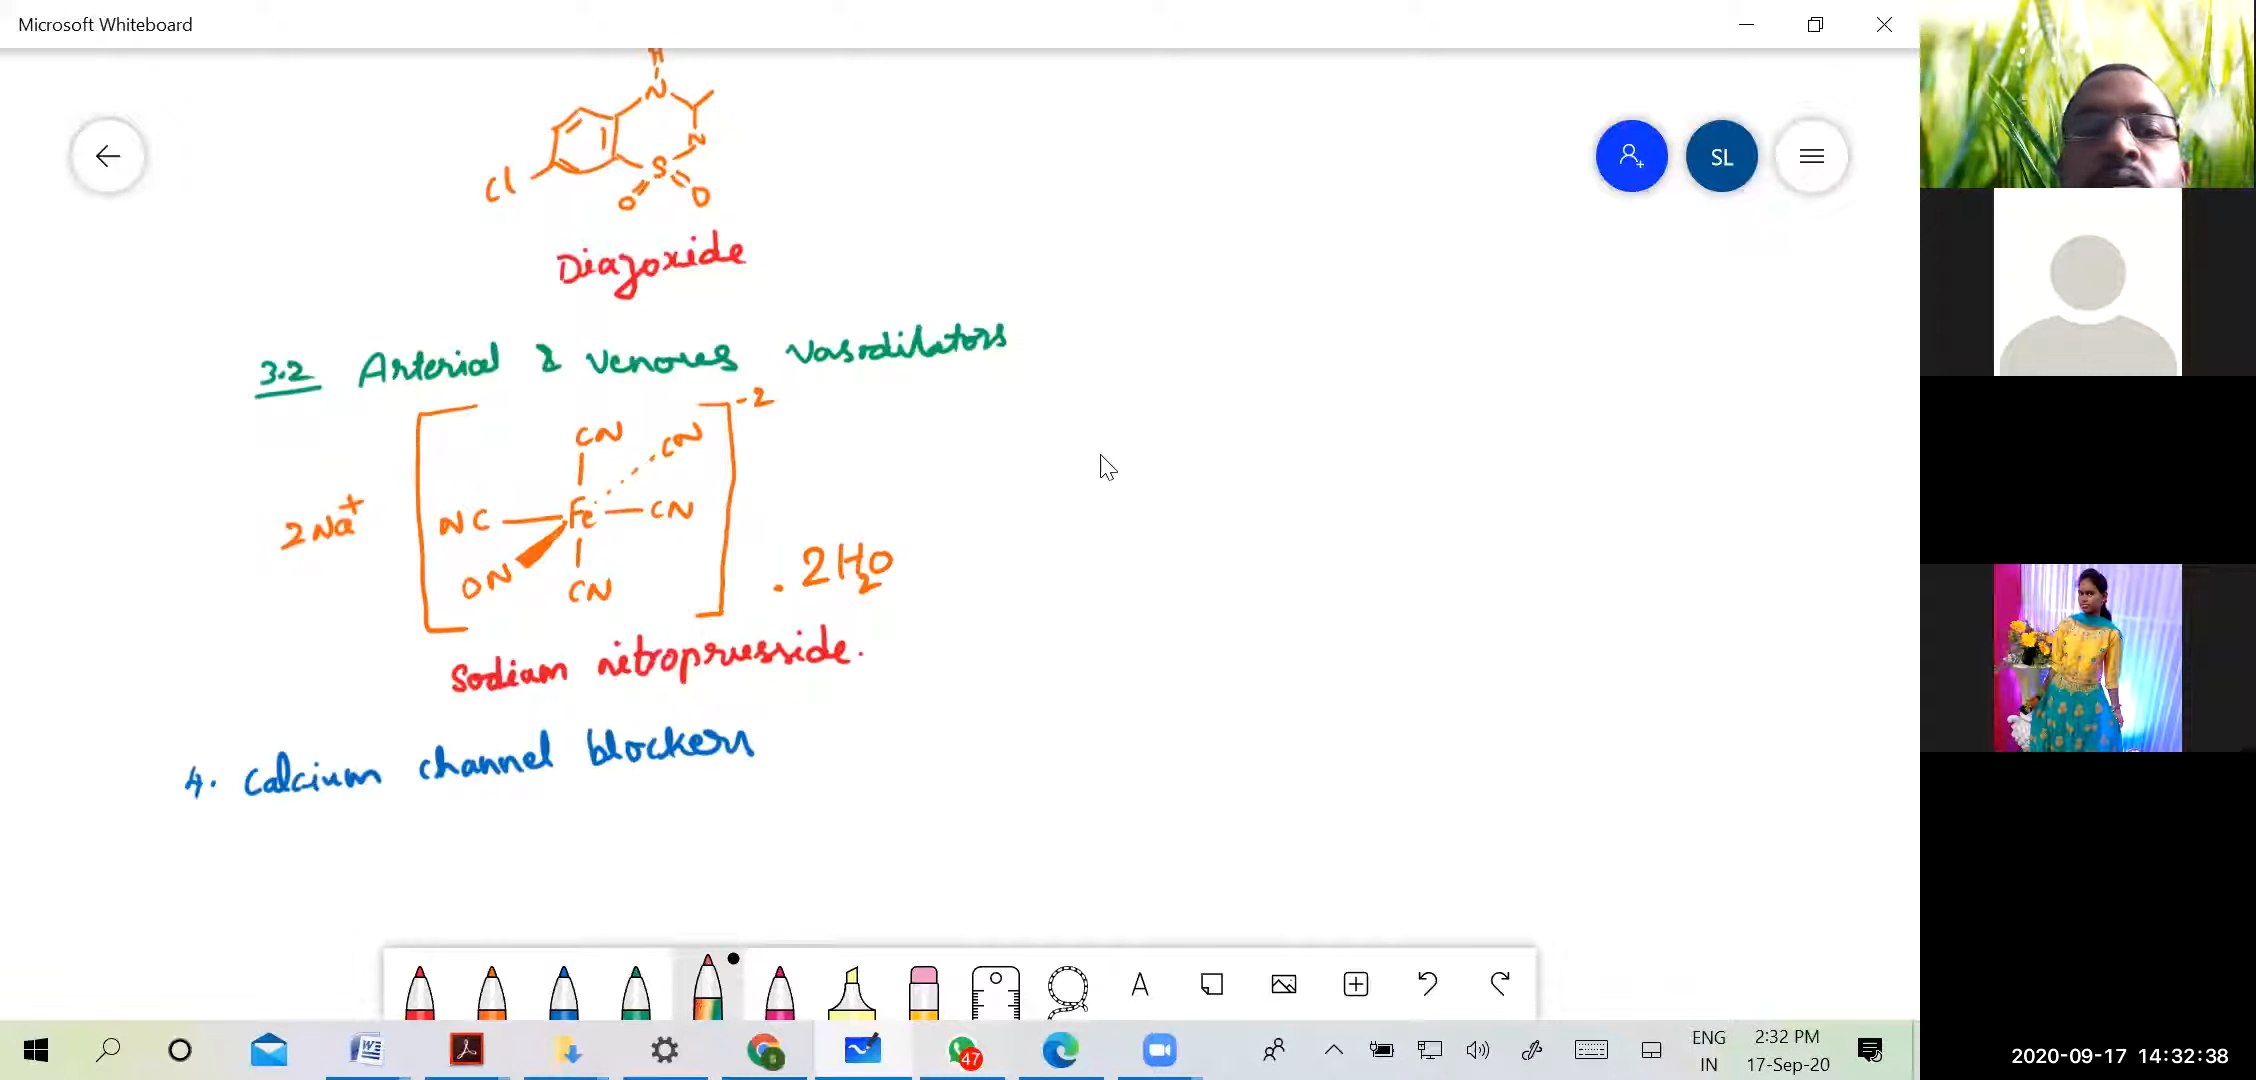 Microsoft Whiteboard
H
N
N
Cl
S
O O
Diazoxide
SL
3.2 Arterial & venous vasodilators
-2
CN CN
2Na+ NC Fe CN
ON CN
. 2H2O
Sodium nitroprusside.
4. Calcium channel blockers
A
47
ENG
IN
2:32 PM
17-Sep-20
2020-09-17 14:32:38